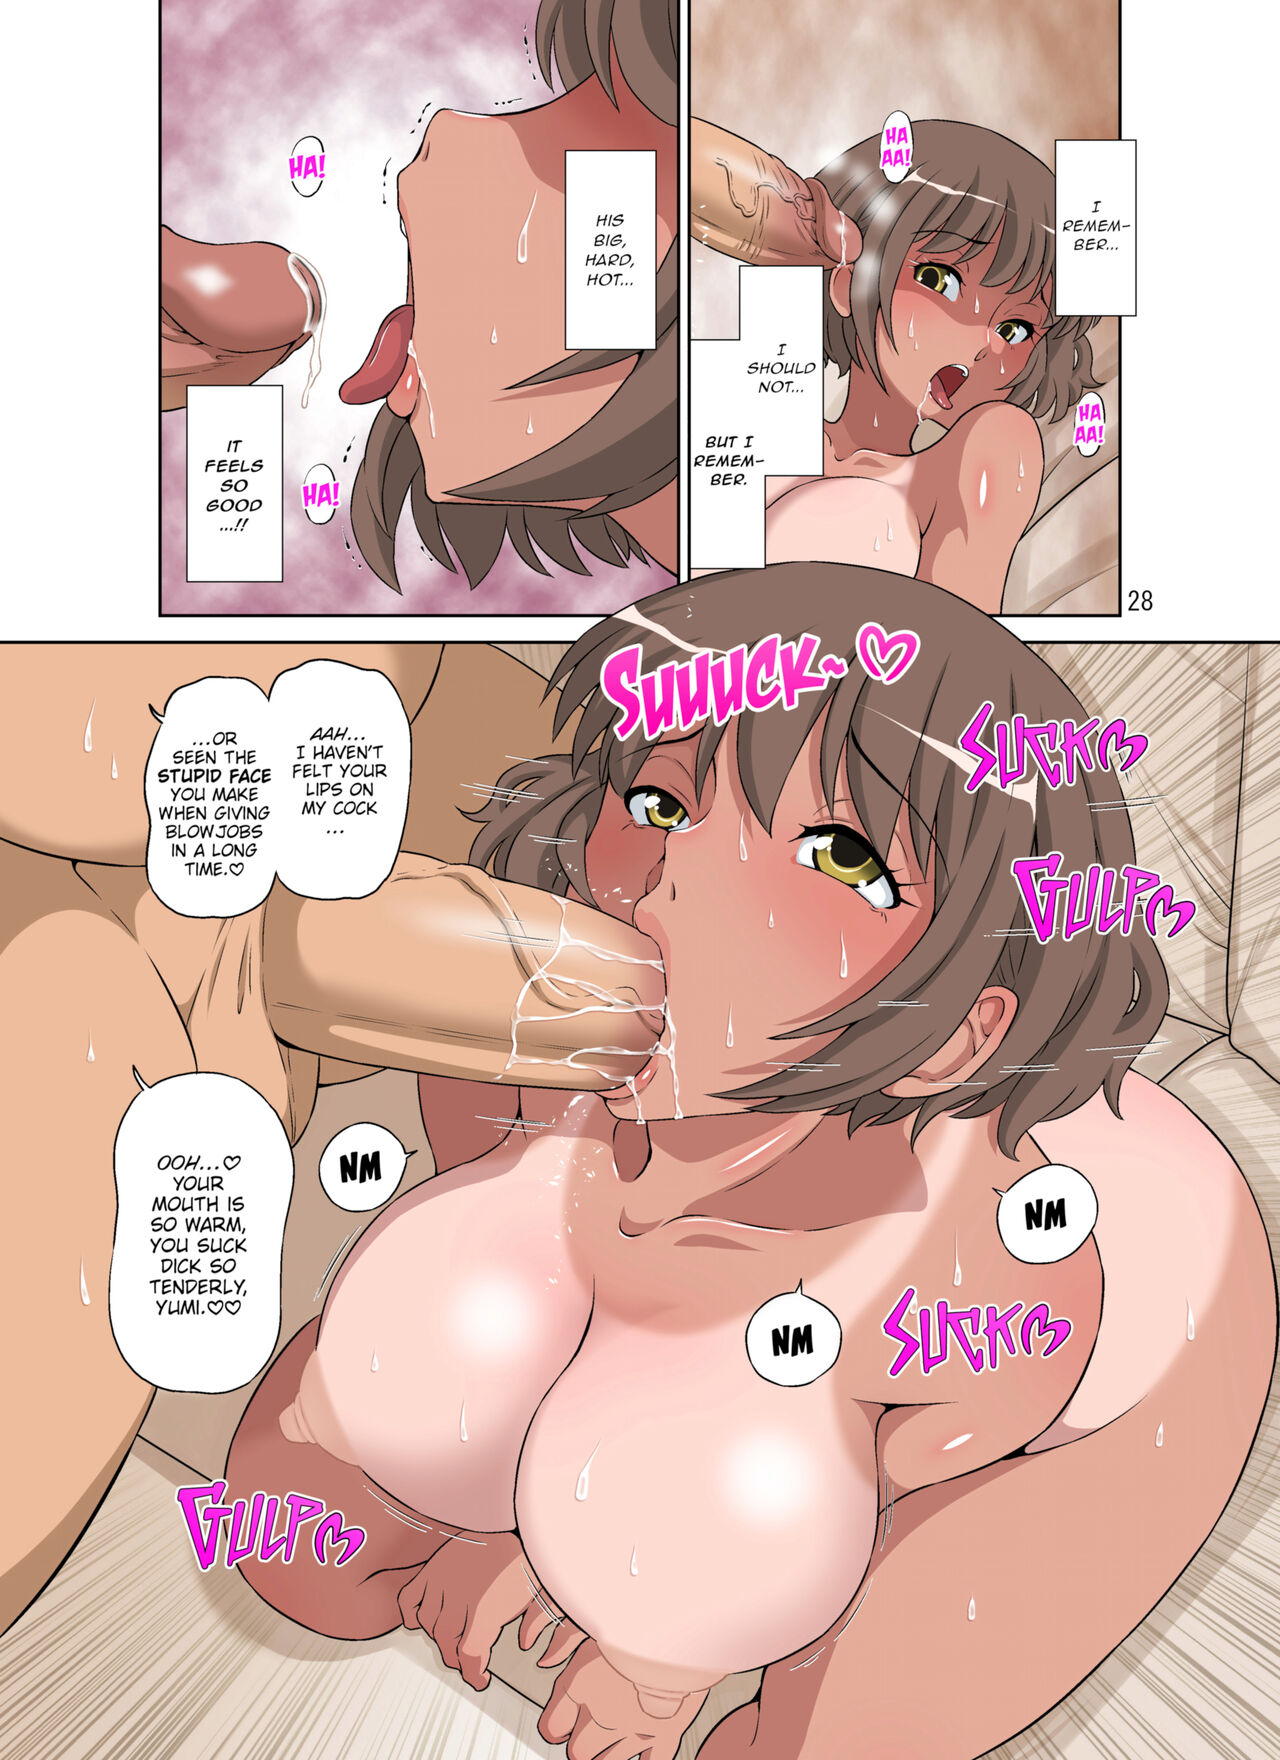 I
REMEM-
BER...
HA
AA!
I
SHOULD
NOT...
BUT I
REMEM-
BER.
HA
AA!
HIS
BIG,
HARD,
HOT...
HA!
IT
FEELS
SO
GOOD
...!!
HA!
28
SUUUCK~♡
SUCK♡
AAH...
I HAVEN'T
FELT YOUR
LIPS ON
MY COCK
...
...OR
SEEN THE
STUPID FACE
YOU MAKE
WHEN GIVING
BLOWJOBS
IN A LONG
TIME.♡
GULP♡
NM
NM
OOH...♡
YOUR
MOUTH IS
SO WARM,
YOU SUCK
DICK SO
TENDERLY,
YUMI.♡♡
SUCK♡
NM
GULP♡